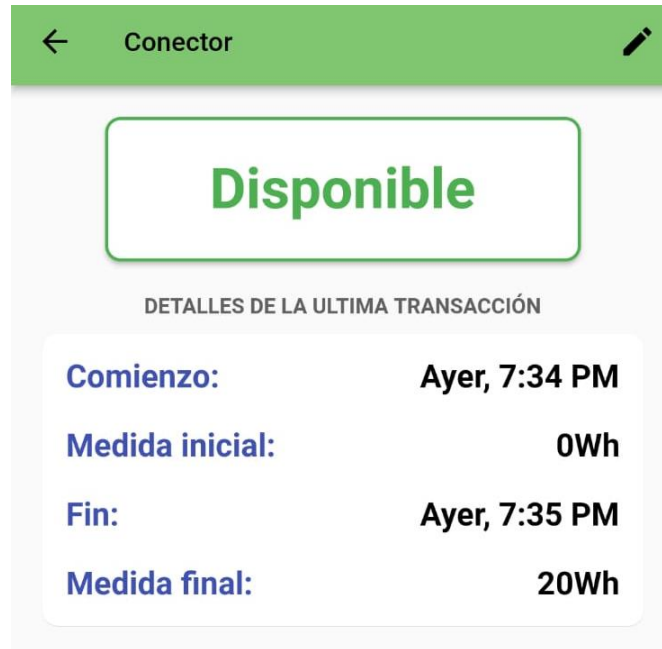 Conector
Disponible
DETALLES DE LA ULTIMA TRANSACCIÓN
Comienzo: Ayer, 7:34 PM
Medida inicial: 0Wh
Fin: Ayer, 7:35 PM
Medida final: 20Wh